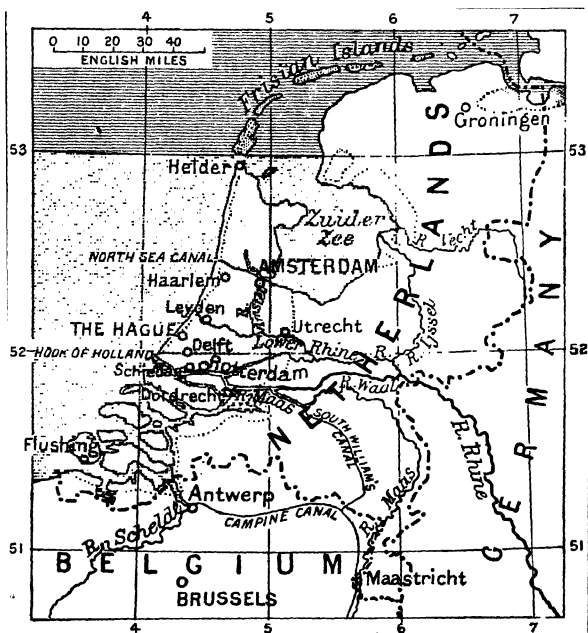 4 5 6 7
0 10 20 30 40
ENGLISH MILES
Frisian Islands
Groningen
53 53
Helder
Zuider
Zee
R. Vecht
NORTH SEA CANAL
AMSTERDAM
Haarlem
Leyden
THE HAGUE
Utrecht
R. Ijssel
Delft
Lower Rhine R.
52 52
HOOK OF HOLLAND
Schiedam
Rotterdam
R. Waal
Dordrecht
R. Maas
SOUTH WILLIAM'S
CANAL
NETHERLANDS
GERMANY
R. Rhine
Flushing
R. Maas
Antwerp
CAMPINE CANAL
R. Schelde
51 51
BELGIUM
Maastricht
BRUSSELS
4 5 6 7